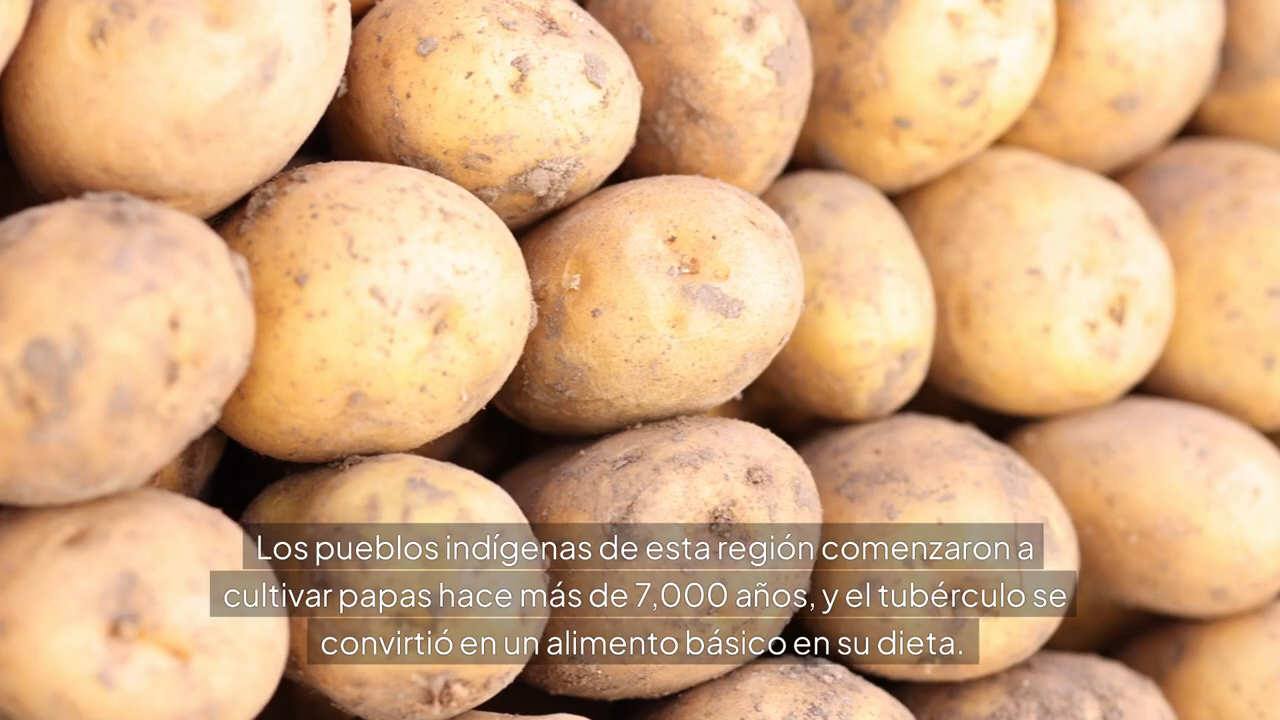 Los pueblos indígenas de esta región comenzaron a
cultivar papas hace más de 7,000 años, y el tubérculo se
convirtió en un alimento básico en su dieta.